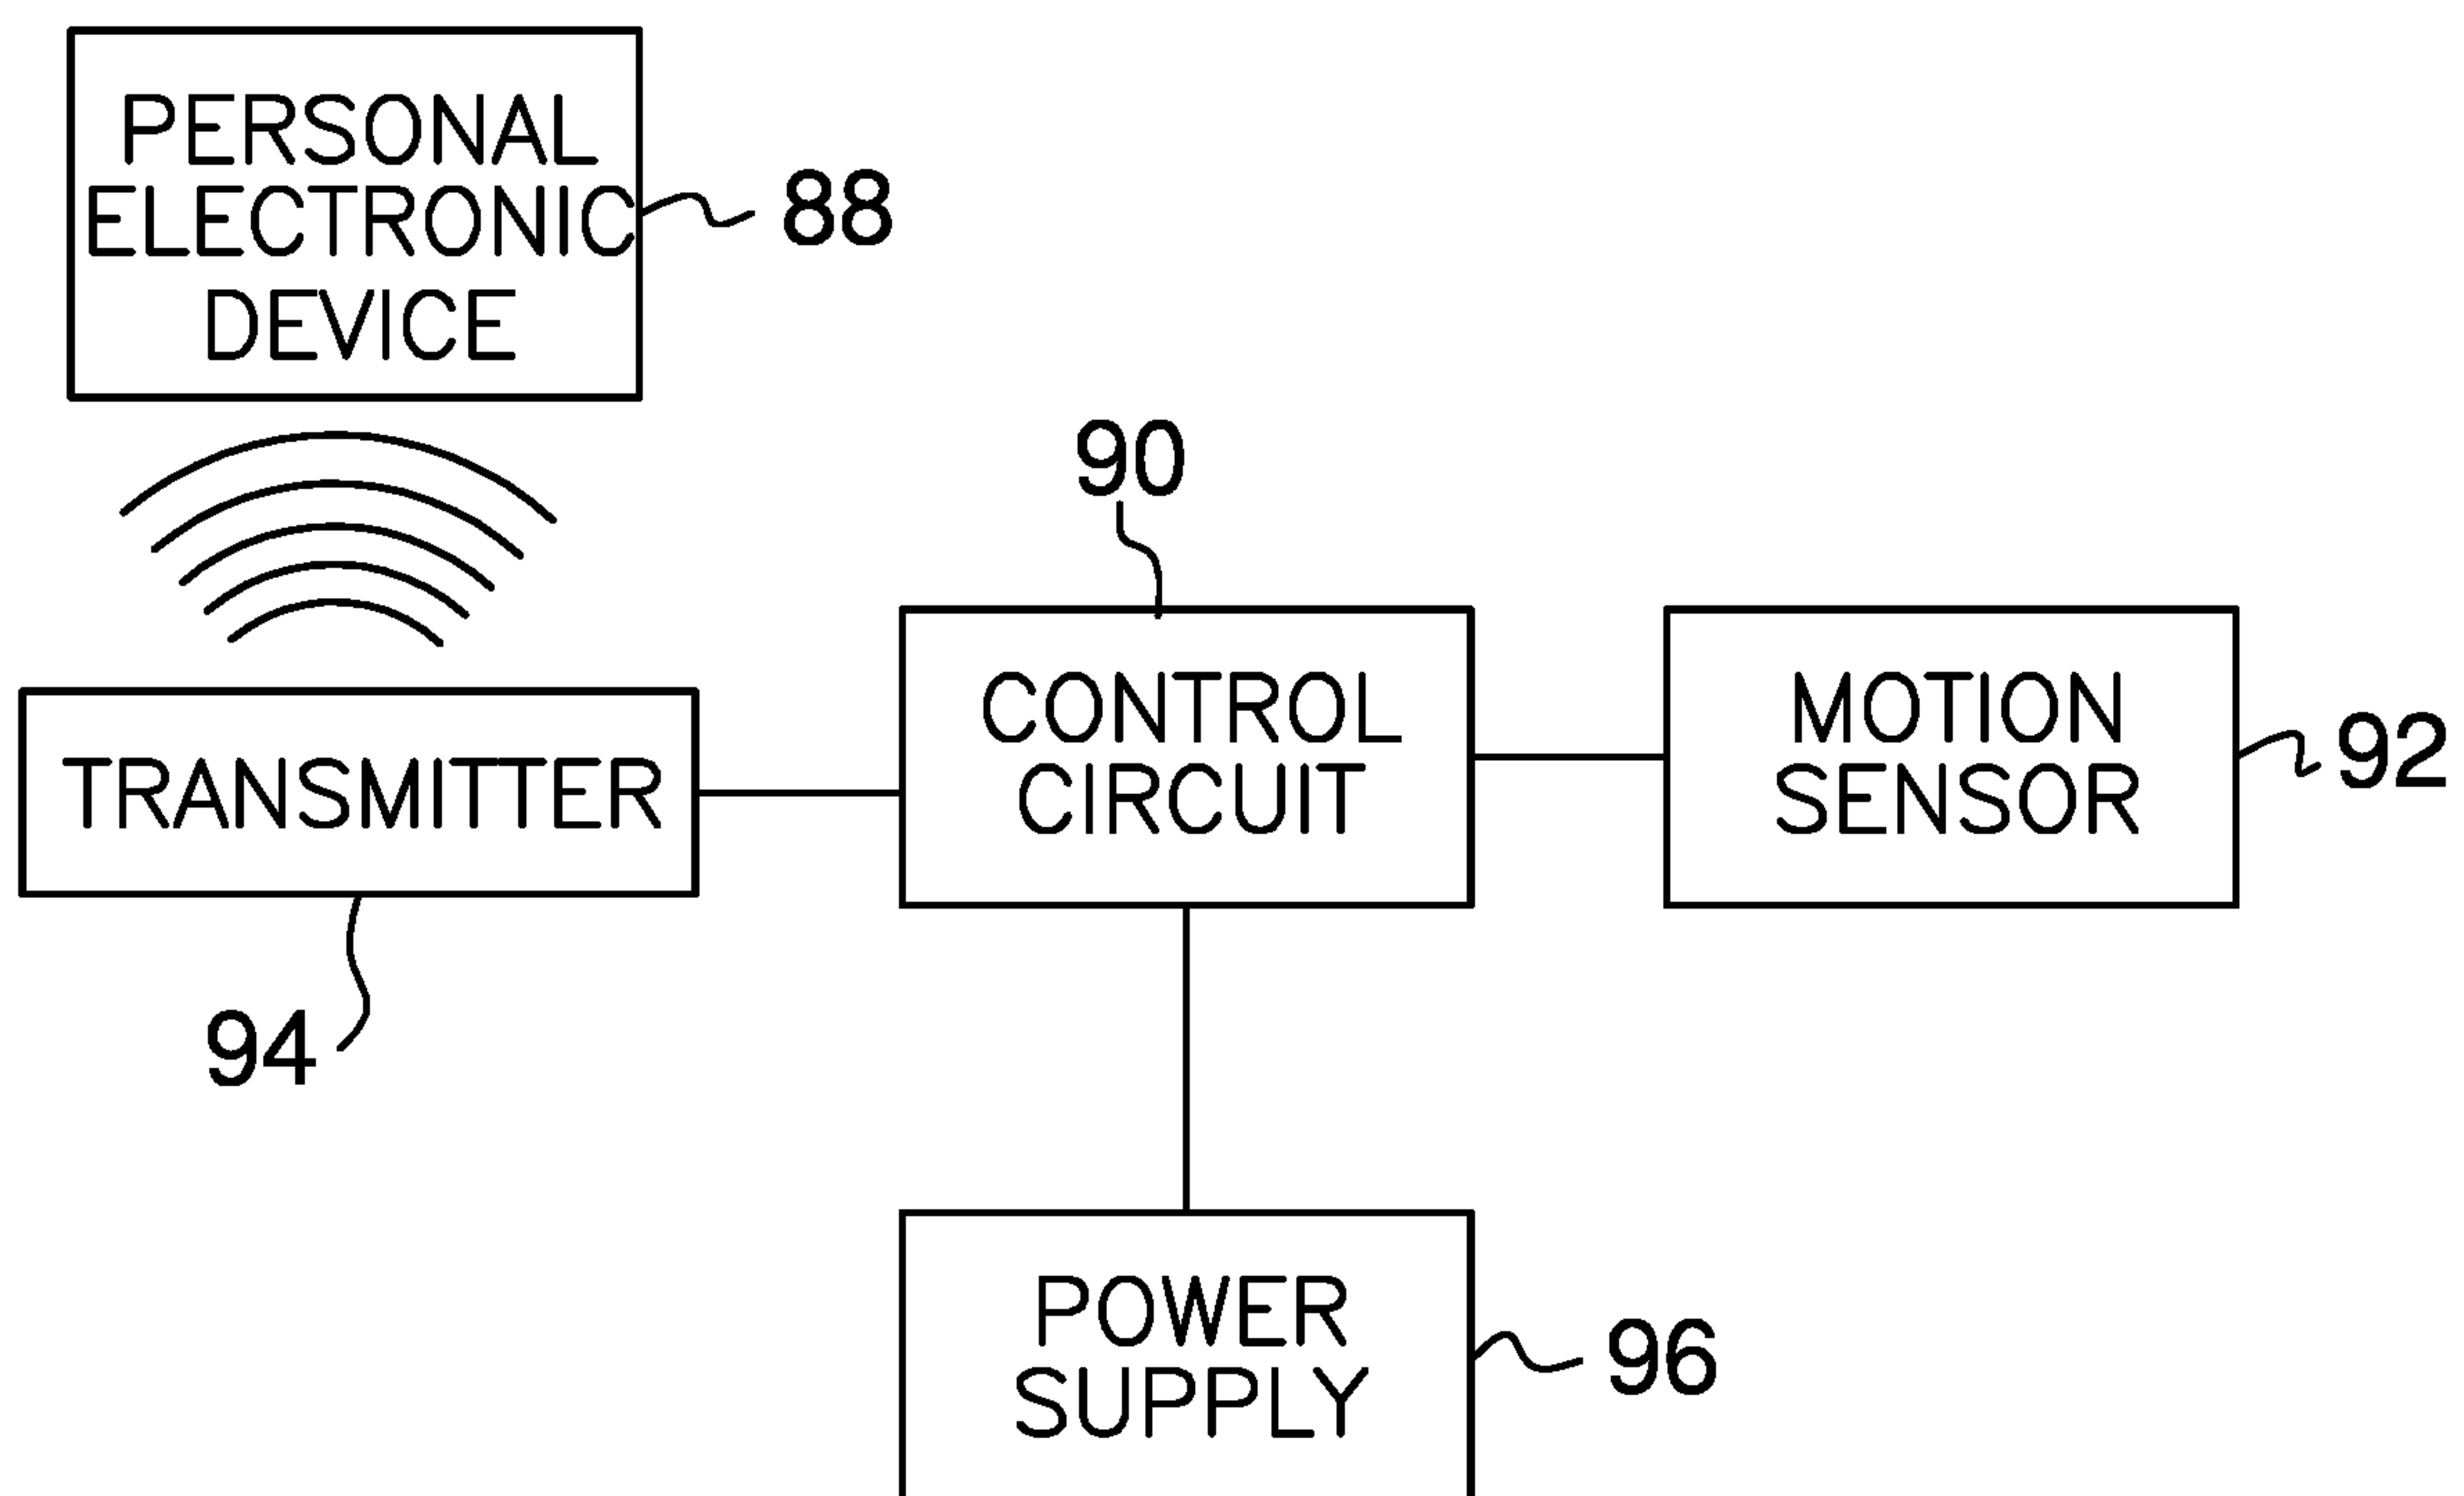 PERSONAL
ELECTRONIC
DEVICE
88
90
CONTROL
CIRCUIT
MOTION
SENSOR
92
TRANSMITTER
94
POWER
SUPPLY
96